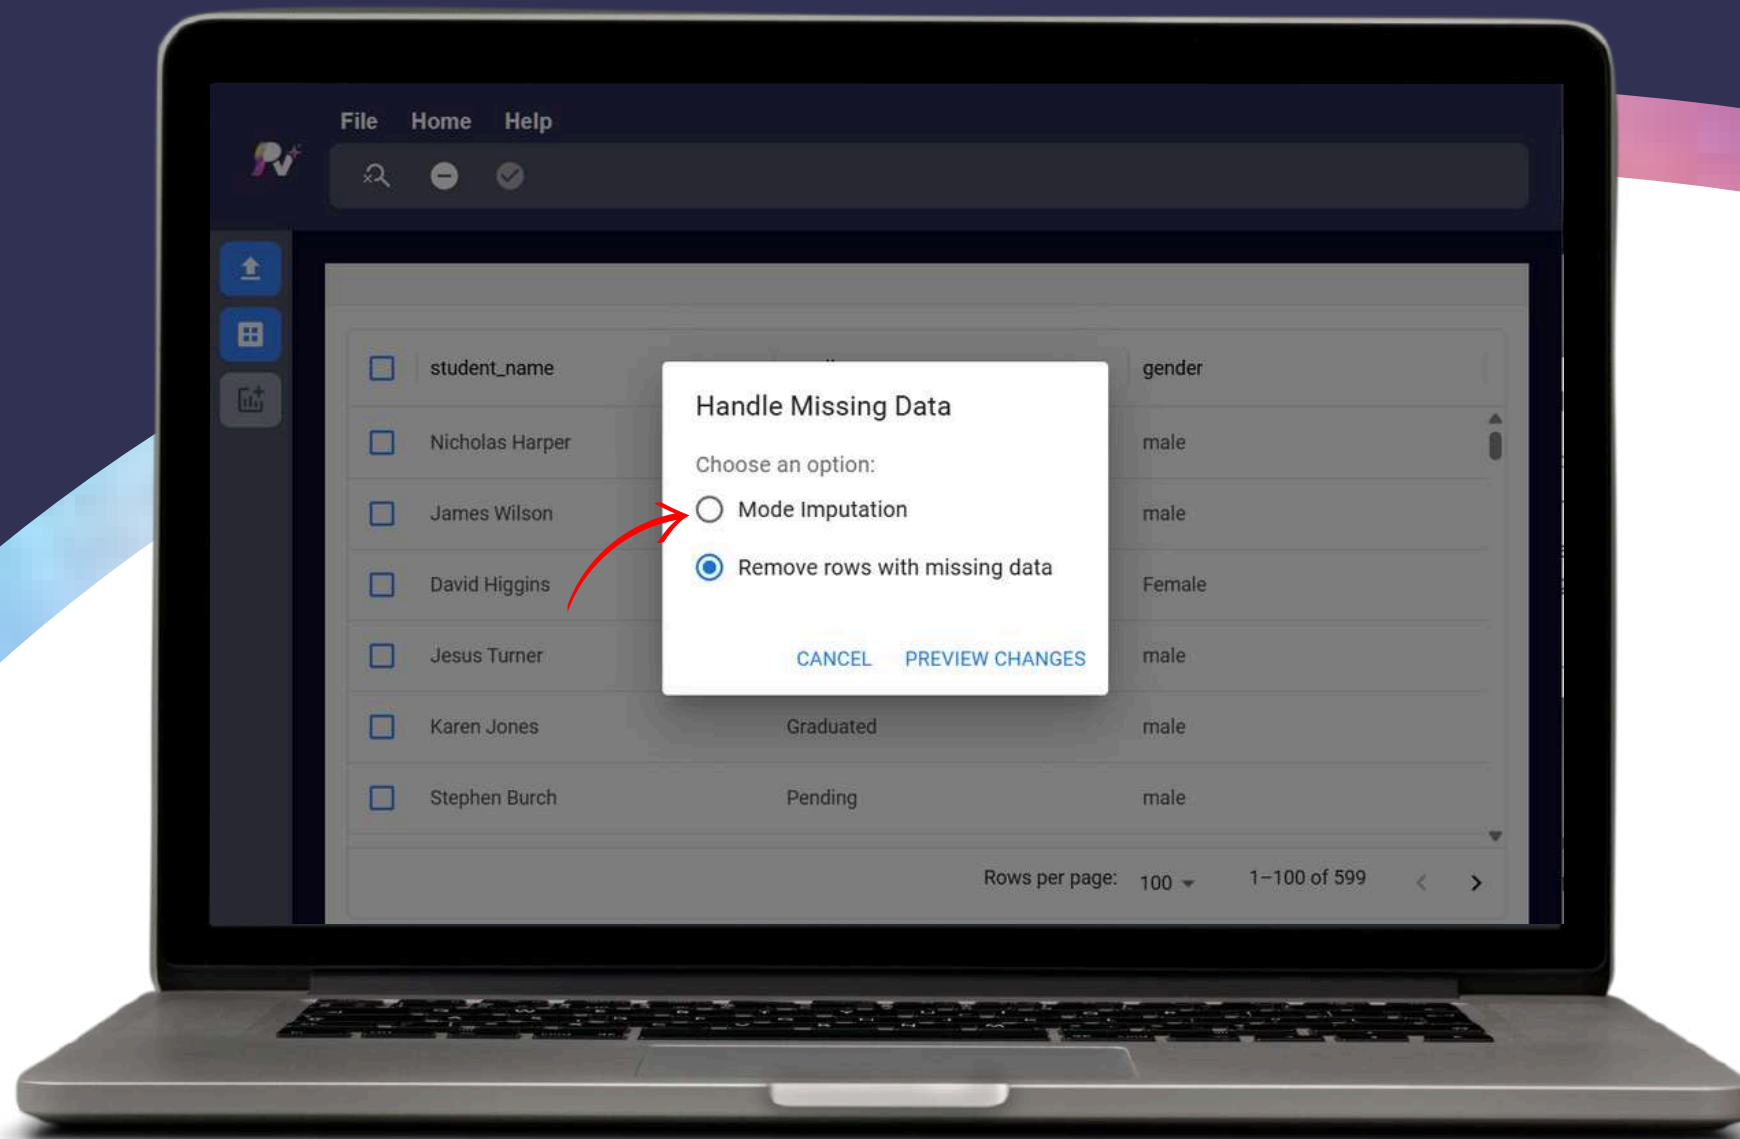 File Home Help
student_name gender
Handle Missing Data
Nicholas Harper male
Choose an option:
Mode Imputation
James Wilson male
Remove rows with missing data
David Higgins Female
Jesus Turner male
CANCEL PREVIEW CHANGES
Karen Jones Graduated male
Stephen Burch Pending male
Rows per page: 100 1–100 of 599